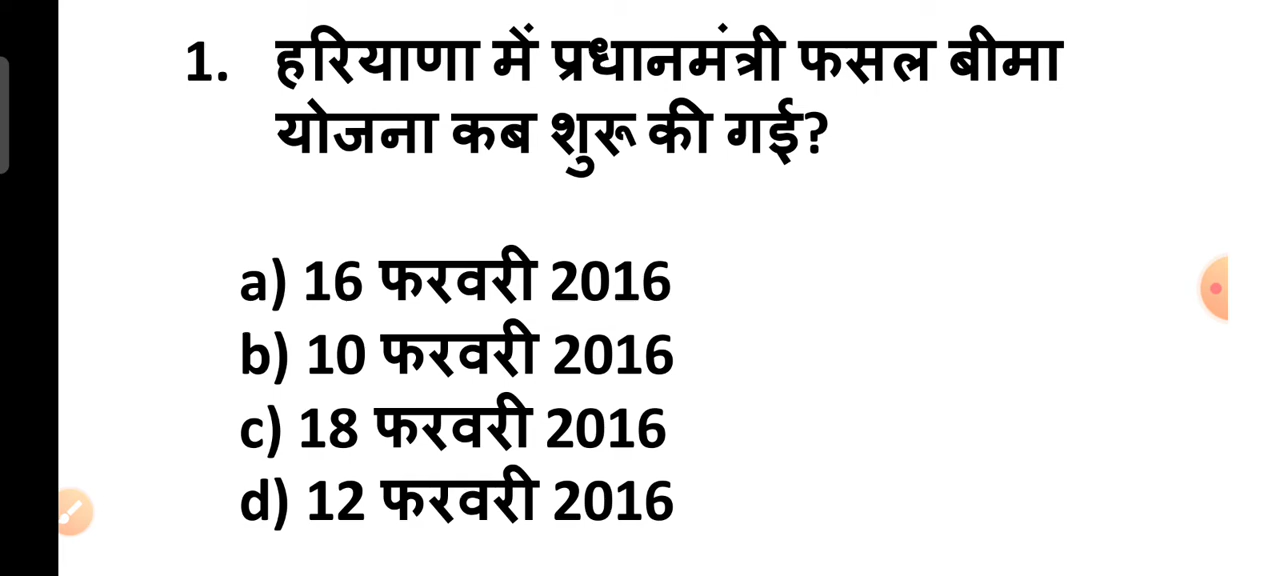 1. हरियाणा में प्रधानमंत्री फसल बीमा
योजना कब शुरू की गई?
a) 16 फरवरी 2016
b) 10 फरवरी 2016
c) 18 फरवरी 2016
d) 12 फरवरी 2016